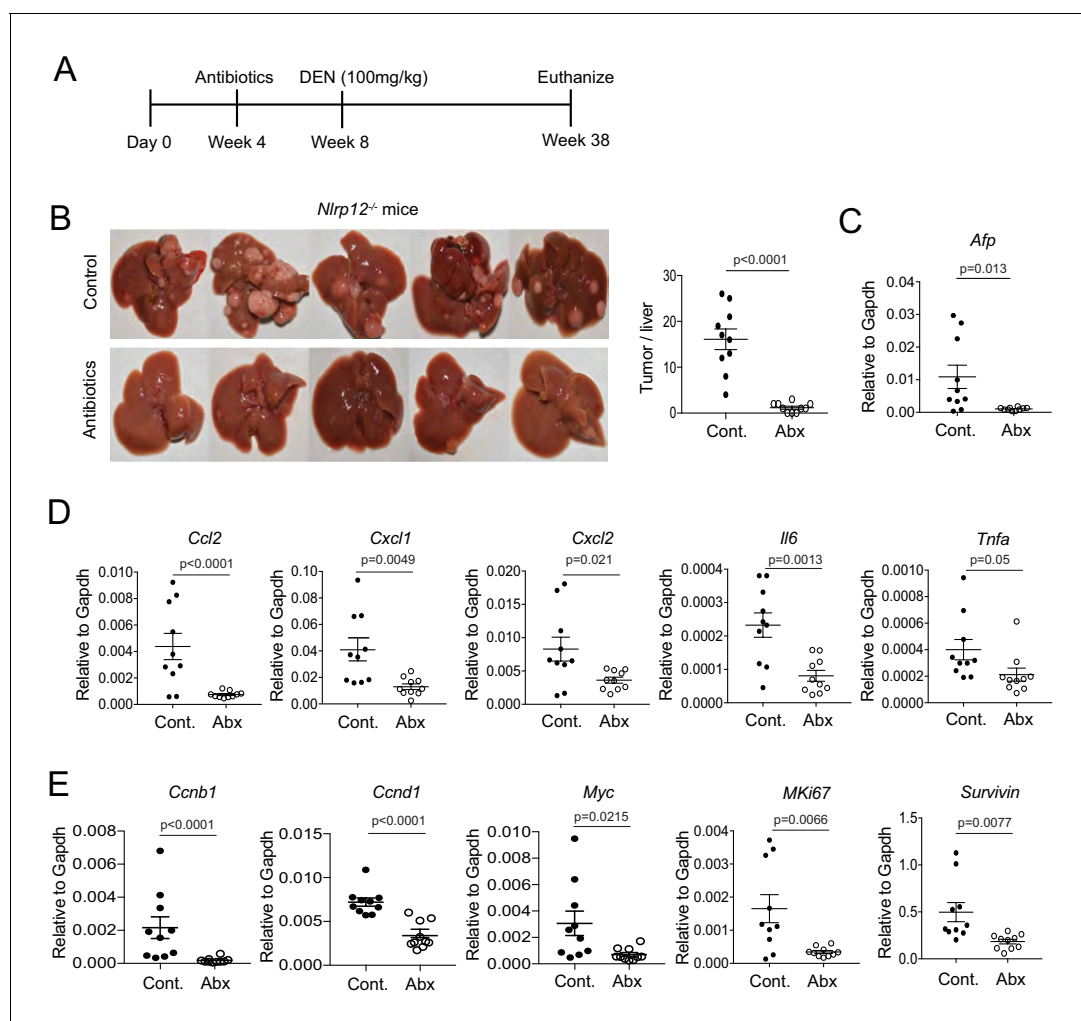 A
Antibiotics DEN (100mg/kg) Euthanize
Day 0 Week 4 Week 8 Week 38
B
Nlrp12-/- mice
Control
Antibiotics
p<0.0001
Tumor / liver
30
20
10
0
Cont. Abx
C
Afp
p=0.013
Relative to Gapdh
0.04
0.03
0.02
0.01
0.00
Cont. Abx
D
Ccl2
p<0.0001
Relative to Gapdh
0.010
0.008
0.006
0.004
0.002
0.000
Cont. Abx
Cxcl1
p=0.0049
Relative to Gapdh
0.10
0.08
0.06
0.04
0.02
0.00
Cont. Abx
Cxcl2
p=0.021
Relative to Gapdh
0.020
0.015
0.010
0.005
0.000
Cont. Abx
Il6
p=0.0013
Relative to Gapdh
0.0004
0.0003
0.0002
0.0001
0.0000
Cont. Abx
Tnfa
p=0.05
Relative to Gapdh
0.0010
0.0008
0.0006
0.0004
0.0002
0.0000
Cont. Abx
E
Ccnb1
p<0.0001
Relative to Gapdh
0.008
0.006
0.004
0.002
0.000
Cont. Abx
Ccnd1
p<0.0001
Relative to Gapdh
0.015
0.010
0.005
0.000
Cont. Abx
Myc
p=0.0215
Relative to Gapdh
0.010
0.008
0.006
0.004
0.002
0.000
Cont. Abx
MKi67
p=0.0066
Relative to Gapdh
0.004
0.003
0.002
0.001
0.000
Cont. Abx
Survivin
p=0.0077
Relative to Gapdh
1.5
1.0
0.5
0.0
Cont. Abx